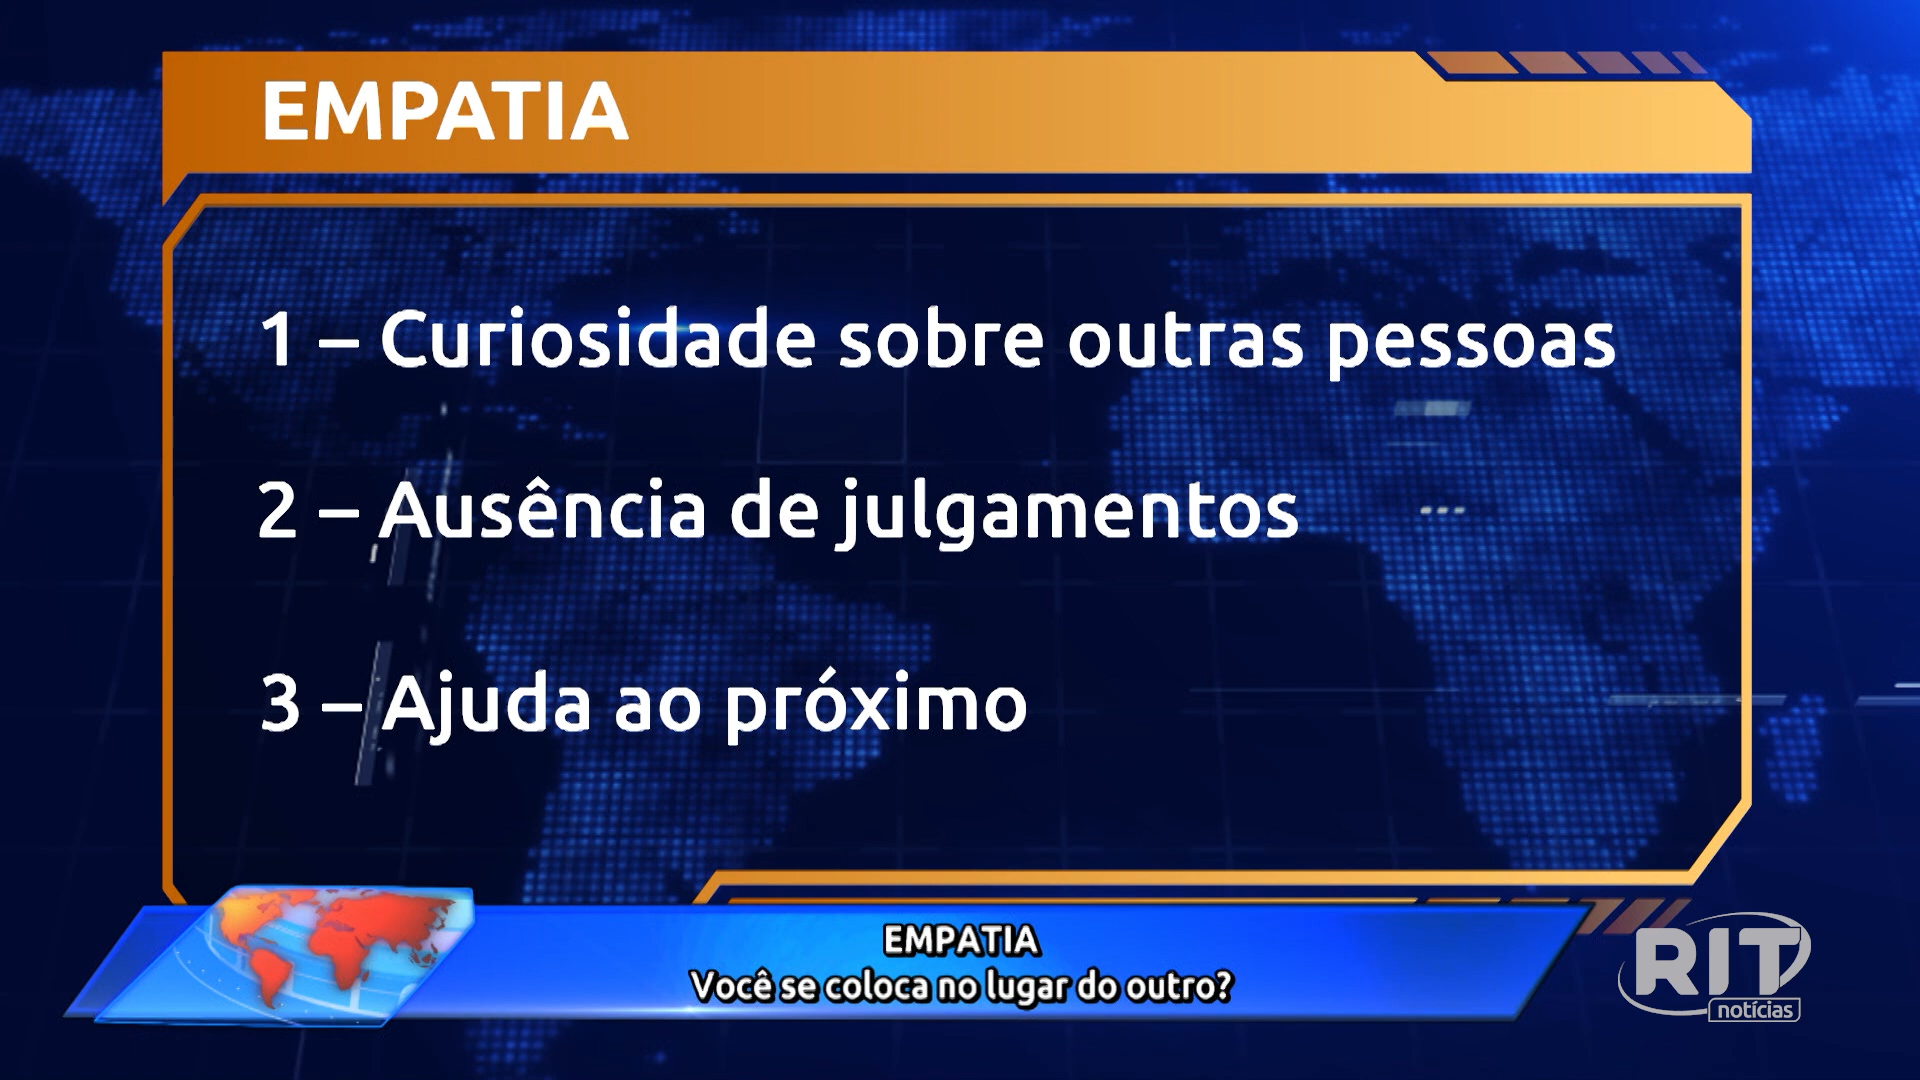 EMPATIA
1 – Curiosidade sobre outras pessoas
2 – Ausência de julgamentos
3 – Ajuda ao próximo
EMPATIA
Você se coloca no lugar do outro?
RIT
notícias